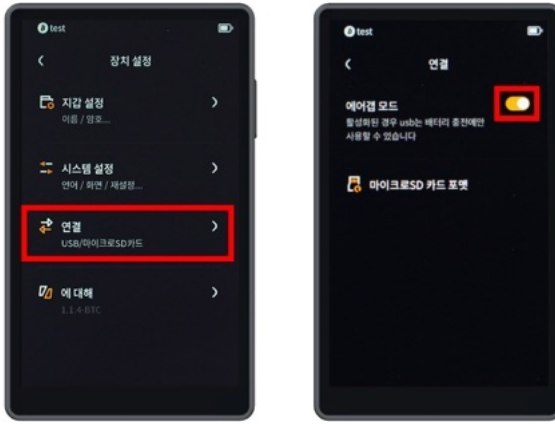 test
장치 설정
지갑 설정
이름 / 암호...
시스템 설정
언어 / 화면 / 재설정...
연결
USB/마이크로SD카드
에 대해
1.1.4-BTC
test
연결
에어갭 모드
활성화된 경우 usb는 배터리 충전에만
사용할 수 있습니다
마이크로SD 카드 포맷